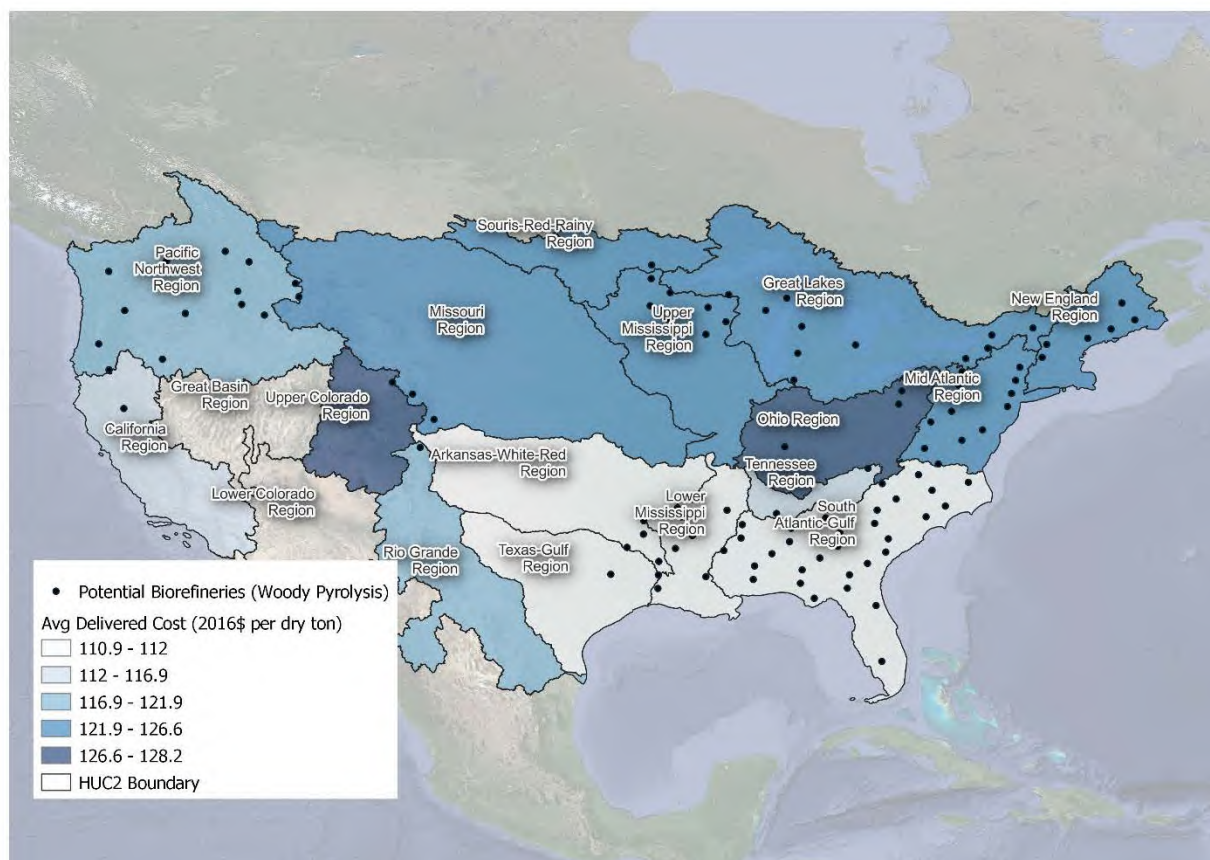 Souris-Red-Rainy
Region
Pacific
Northwest
Region
Great Lakes
Region
New England
Region
Missouri
Region
Upper
Mississippi
Region
Mid Atlantic
Region
Great Basin
Region
Upper Colorado
Region
Ohio Region
California
Region
Arkansas-White-Red
Region
Tennessee
Region
Lower Colorado
Region
Lower
Mississippi
Region
South
Atlantic-Gulf
Region
Rio Grande
Region
Texas-Gulf
Region
Potential Biorefineries (Woody Pyrolysis)
Avg Delivered Cost (2016$ per dry ton)
110.9 - 112
112 - 116.9
116.9 - 121.9
121.9 - 126.6
126.6 - 128.2
HUC2 Boundary